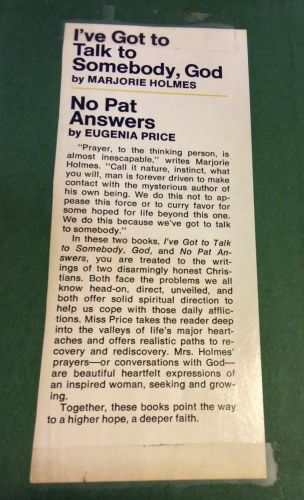 I've Got to
Talk to
Somebody, God
by MARJORIE HOLMES
No Pat
Answers
by EUGENIA PRICE
"Prayer, to the thinking person, is
almost inescapable," writes Marjorie
Holmes. "Call it nature, instinct, what
you will, man is forever driven to make
contact with the mysterious author of
his own being. We do this not to ap-
pease this force or to curry favor for
some hoped for life beyond this one.
We do this because we've got to talk
to somebody."
In these two books, I've Got to Talk
to Somebody, God, and No Pat An-
swers, you are treated to the writ-
ings of two disarmingly honest Chris-
tians. Both face the problems we all
know head-on, direct, unveiled, and
both offer solid spiritual direction to
help us cope with those daily afflic-
tions. Miss Price takes the reader deep
into the valleys of life's major heart-
aches and offers realistic paths to re-
covery and rediscovery. Mrs. Holmes'
prayers—or conversations with God—
are beautiful heartfelt expressions of
an inspired woman, seeking and grow-
ing.
Together, these books point the way
to a higher hope, a deeper faith.